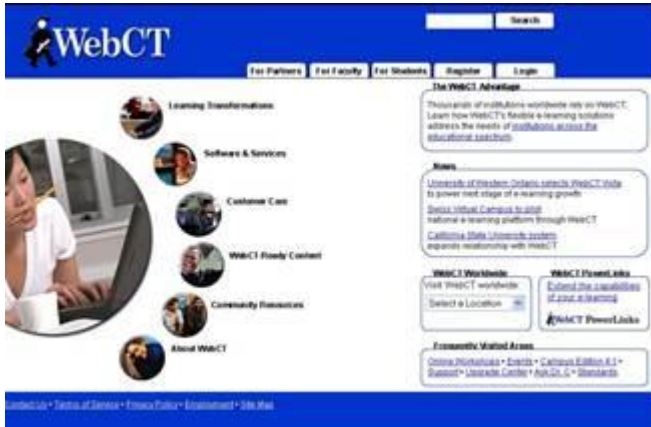 WebCT
Search
For Partners
For Faculty
For Students
Register
Login
Learning Transformations
Software & Services
Customer Care
WebCT-Ready Content
Community Resources
About WebCT
The WebCT Advantage
Thousands of institutions worldwide rely on WebCT.
Learn how WebCT's flexible e-learning solutions
address the needs of institutions across the
educational spectrum.
News
University of Western Ontario selects WebCT Vista
to power next stage of e-learning growth
Swiss Virtual Campus to pilot
national e-learning platform through WebCT
California State University system
expands relationship with WebCT
WebCT Worldwide
Visit WebCT worldwide:
Select a Location
WebCT PowerLinks
Extend the capabilities
of your e-learning
WebCT PowerLinks
Frequently Visited Areas
Online Workshops • Events • Campus Edition 4.1 •
Support • Upgrade Center • Ask Dr. C • Standards
Contact Us • Terms of Service • Privacy Policy • Employment • Site Map